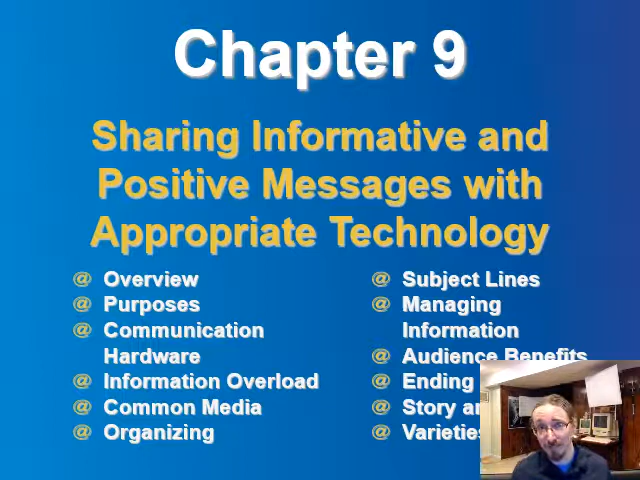 Chapter 9
Sharing Informative and
Positive Messages with
Appropriate Technology
@ Overview
@ Purposes
@ Communication
Hardware
@ Information Overload
@ Common Media
@ Organizing
@ Subject Lines
@ Managing
Information
@ Audience Benefits
@ Ending
@ Story
@ Varieties